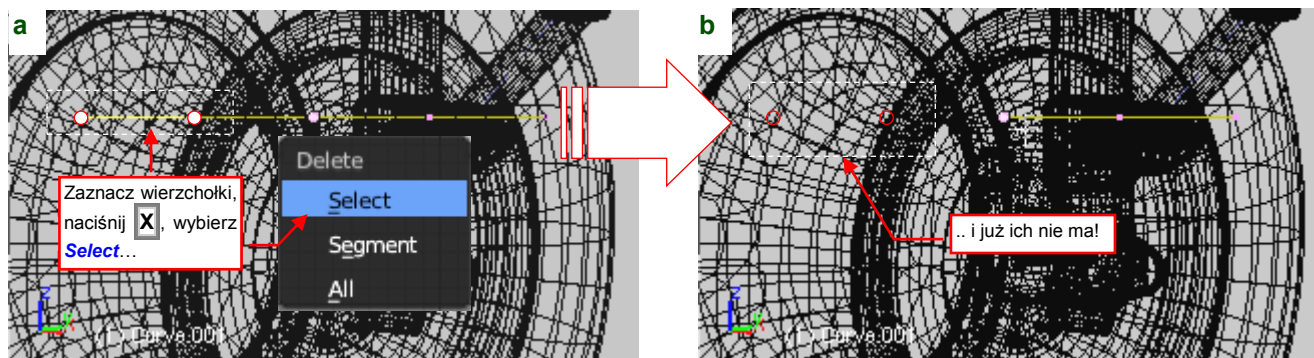 a
Zaznacz wierzchołki,
naciśnij X, wybierz
Select…
Delete
Select
Segment
All
z
y
b
.. i już ich nie ma!
z
y